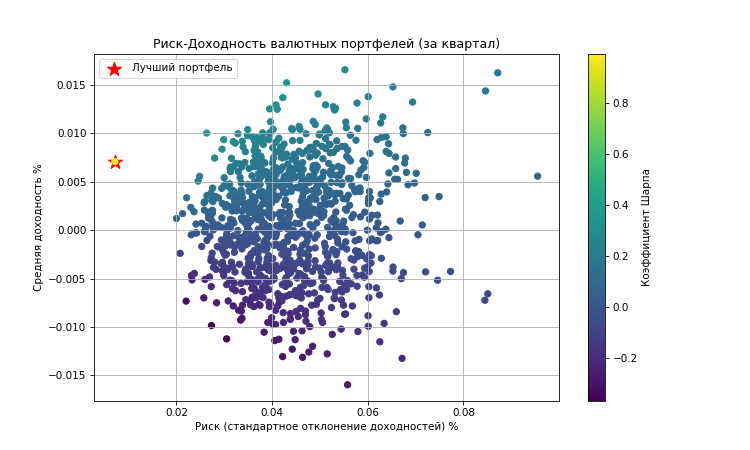 Риск-Доходность валютных портфелей (за квартал)
Лучший портфель
Средняя доходность %
0.015
0.010
0.005
0.000
−0.005
−0.010
−0.015
0.02 0.04 0.06 0.08
Риск (стандартное отклонение доходностей) %
0.8
0.6
0.4
0.2
0.0
−0.2
Коэффициент Шарпа